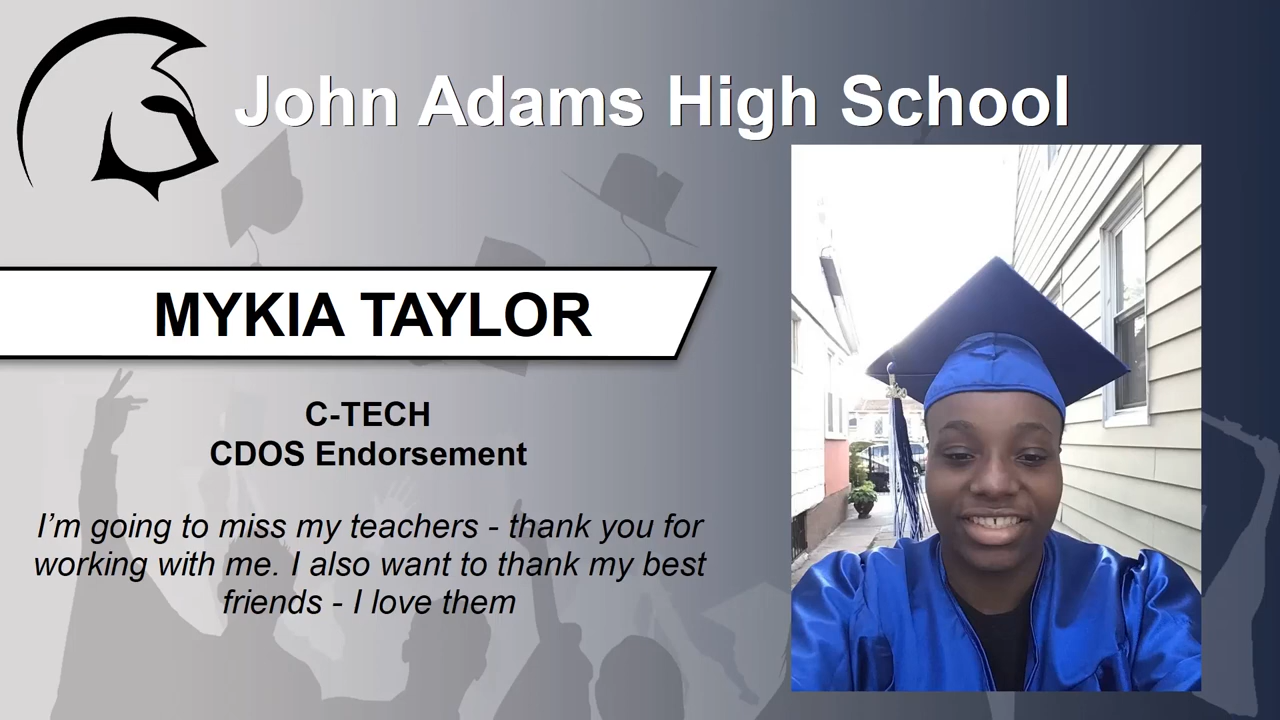 John Adams High School
MYKIA TAYLOR
C-TECH
CDOS Endorsement
I’m going to miss my teachers - thank you for
working with me. I also want to thank my best
friends - I love them
2020